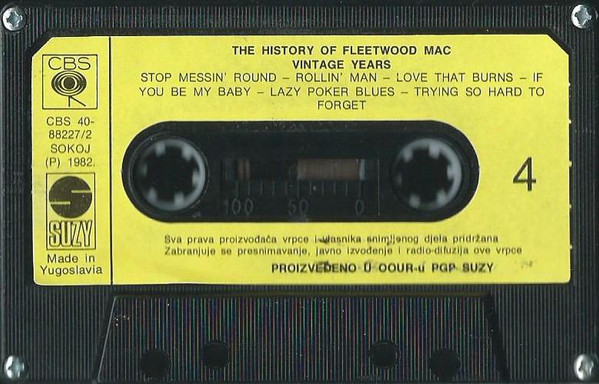 THE HISTORY OF FLEETWOOD MAC
VINTAGE YEARS
STOP MESSIN' ROUND – ROLLIN' MAN – LOVE THAT BURNS – IF
YOU BE MY BABY – LAZY POKER BLUES – TRYING SO HARD TO
FORGET
CBS
CBS 40-
88227/2
SOKOJ
(P) 1982.
S
SUZY
Made in
Yugoslavia
100 50 0
4
Sva prava proizvođača vrpce i vlasnika snimljenog djela pridržana
Zabranjuje se presnimavanje, javno izvođenje i radio-difuzija ove vrpce
PROIZVEDENO U OOUR-u PGP SUZY